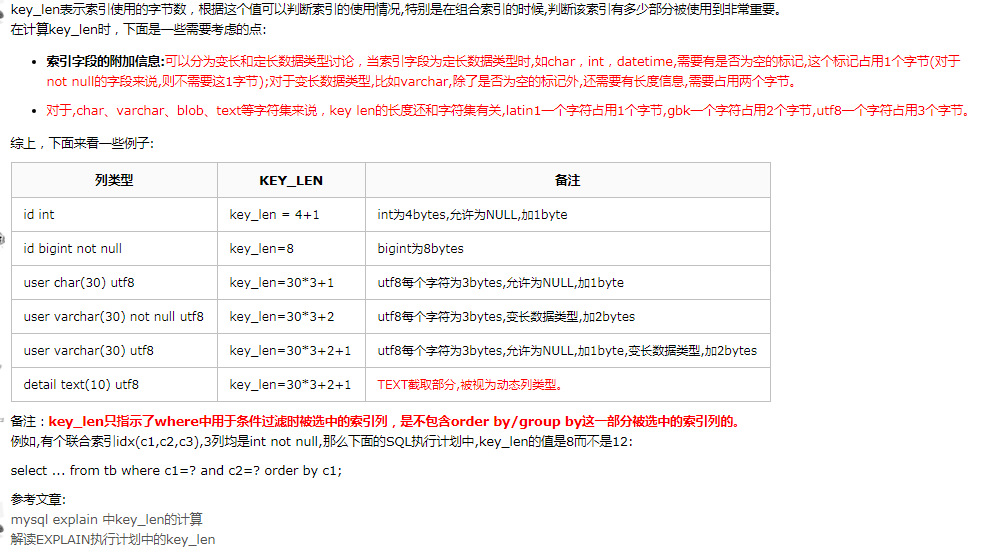 key_len表示索引使用的字节数，根据这个值可以判断索引的使用情况,特别是在组合索引的时候,判断该索引有多少部分被使用到非常重要。
在计算key_len时，下面是一些需要考虑的点:
• 索引字段的附加信息:可以分为变长和定长数据类型讨论，当索引字段为定长数据类型时,如char，int，datetime,需要有是否为空的标记,这个标记占用1个字节(对于
not null的字段来说,则不需要这1字节);对于变长数据类型,比如varchar,除了是否为空的标记外,还需要有长度信息,需要占用两个字节。
• 对于,char、varchar、blob、text等字符集来说，key len的长度还和字符集有关,latin1一个字符占用1个字节,gbk一个字符占用2个字节,utf8一个字符占用3个字节。
综上，下面来看一些例子:
列类型 KEY_LEN 备注
id int key_len = 4+1 int为4bytes,允许为NULL,加1byte
id bigint not null key_len=8 bigint为8bytes
user char(30) utf8 key_len=30*3+1 utf8每个字符为3bytes,允许为NULL,加1byte
user varchar(30) not null utf8 key_len=30*3+2 utf8每个字符为3bytes,变长数据类型,加2bytes
user varchar(30) utf8 key_len=30*3+2+1 utf8每个字符为3bytes,允许为NULL,加1byte,变长数据类型,加2bytes
detail text(10) utf8 key_len=30*3+2+1 TEXT截取部分,被视为动态列类型。
备注：key_len只指示了where中用于条件过滤时被选中的索引列，是不包含order by/group by这一部分被选中的索引列的。
例如,有个联合索引idx(c1,c2,c3),3列均是int not null,那么下面的SQL执行计划中,key_len的值是8而不是12:
select ... from tb where c1=? and c2=? order by c1;
参考文章:
mysql explain 中key_len的计算
解读EXPLAIN执行计划中的key_len